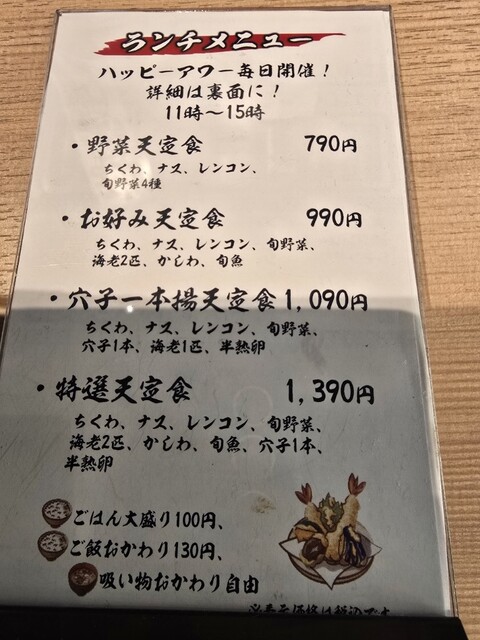 ランチメニュー
ハッピーアワー毎日開催！
詳細は裏面に！
11時～15時
・野菜天定食 790円
ちくわ、ナス、レンコン、
旬野菜4種
・お好み天定食 990円
ちくわ、ナス、レンコン、旬野菜、
海老2匹、かしわ、旬魚
・穴子一本揚天定食 1,090円
ちくわ、ナス、レンコン、旬野菜、
穴子1本、海老1匹、半熟卵
・特選天定食 1,390円
ちくわ、ナス、レンコン、旬野菜、
海老2匹、かしわ、旬魚、穴子1本、
半熟卵
ごはん大盛り100円、
ご飯おかわり130円、
吸い物おかわり自由
※表示価格は税込です